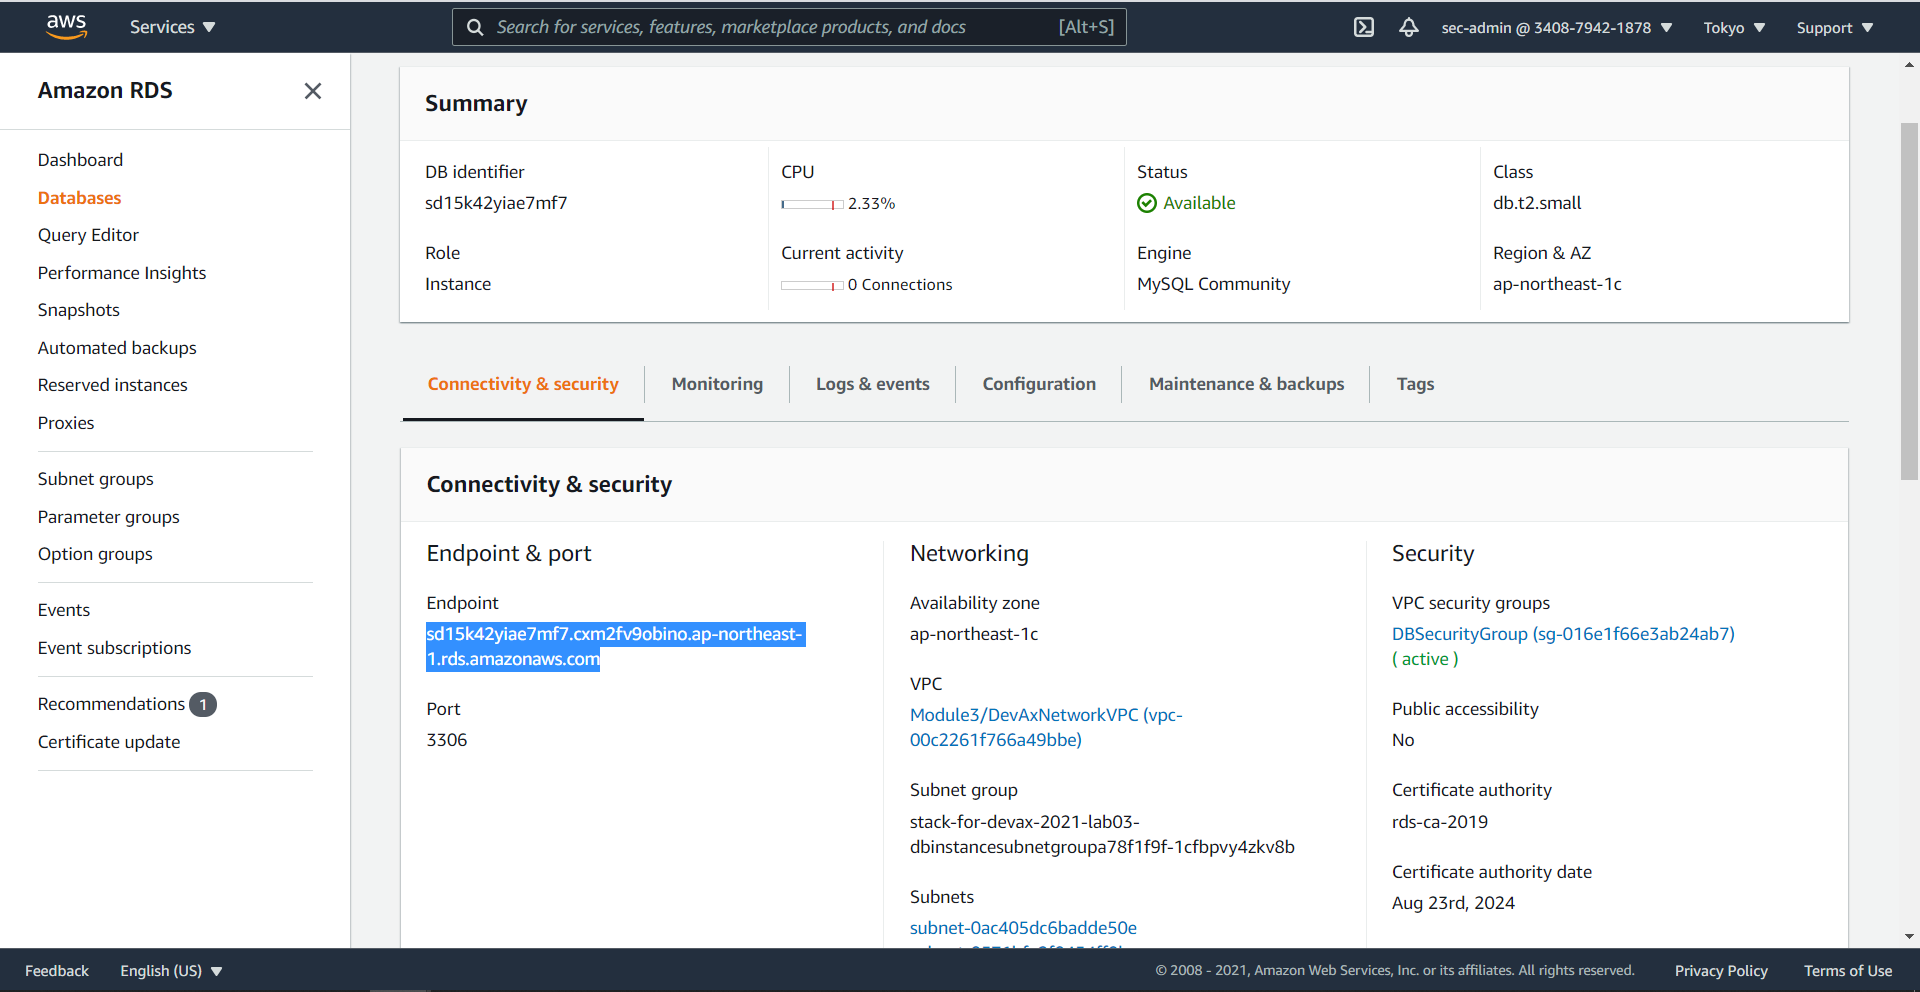 aws
Services
Search for services, features, marketplace products, and docs
[Alt+S]
sec-admin @ 3408-7942-1878
Tokyo
Support
Amazon RDS
Dashboard
Databases
Query Editor
Performance Insights
Snapshots
Automated backups
Reserved instances
Proxies
Subnet groups
Parameter groups
Option groups
Events
Event subscriptions
Recommendations 1
Certificate update
Summary
DB identifier
sd15k42yiae7mf7
CPU
2.33%
Status
Available
Class
db.t2.small
Role
Instance
Current activity
0 Connections
Engine
MySQL Community
Region & AZ
ap-northeast-1c
Connectivity & security
Monitoring
Logs & events
Configuration
Maintenance & backups
Tags
Connectivity & security
Endpoint & port
Endpoint
sd15k42yiae7mf7.cxm2fv9obino.ap-northeast-
1.rds.amazonaws.com
Port
3306
Networking
Availability zone
ap-northeast-1c
VPC
Module3/DevAxNetworkVPC (vpc-
00c2261f766a49bbe)
Subnet group
stack-for-devax-2021-lab03-
dbinstancesubnetgroupa78f1f9f-1cfbpvy4zkv8b
Subnets
subnet-0ac405dc6badde50e
Security
VPC security groups
DBSecurityGroup (sg-016e1f66e3ab24ab7)
( active )
Public accessibility
No
Certificate authority
rds-ca-2019
Certificate authority date
Aug 23rd, 2024
Feedback
English (US)
© 2008 - 2021, Amazon Web Services, Inc. or its affiliates. All rights reserved.
Privacy Policy
Terms of Use